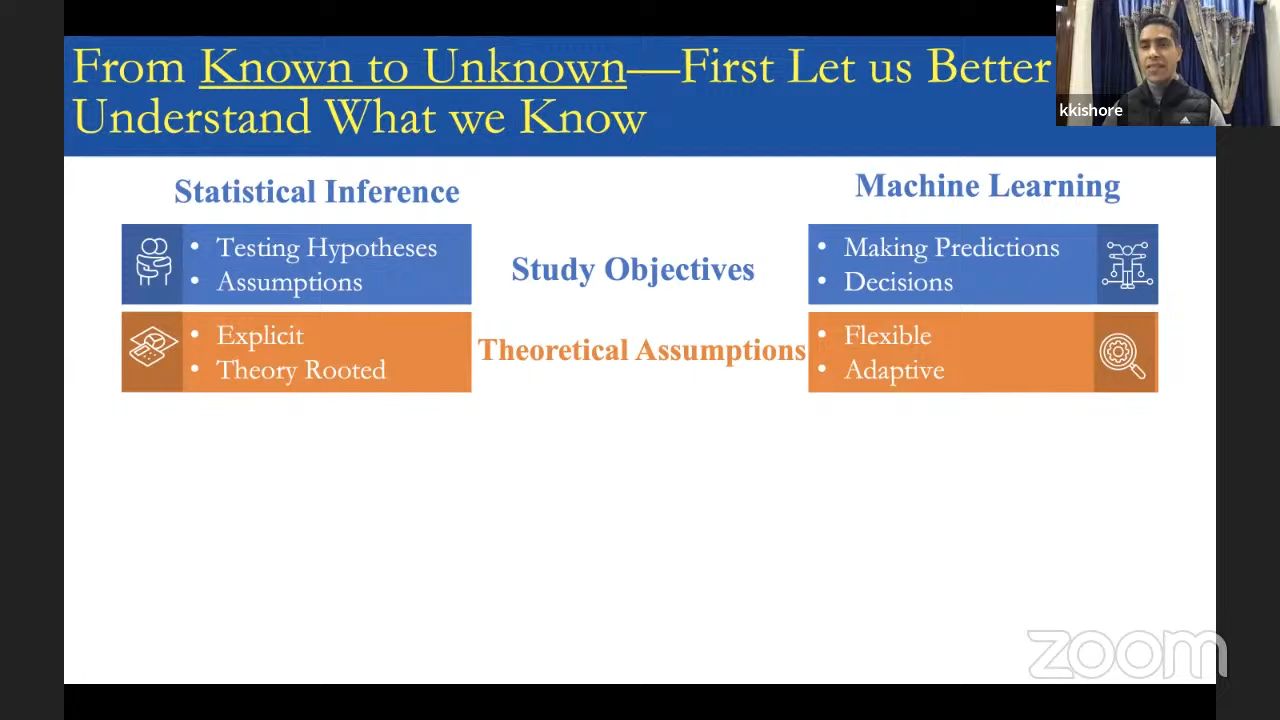 From Known to Unknown—First Let us Better
Understand What we Know
kkishore
Statistical Inference
Machine Learning
• Testing Hypotheses
• Assumptions
Study Objectives
• Making Predictions
• Decisions
• Explicit
• Theory Rooted
Theoretical Assumptions
• Flexible
• Adaptive
zoom